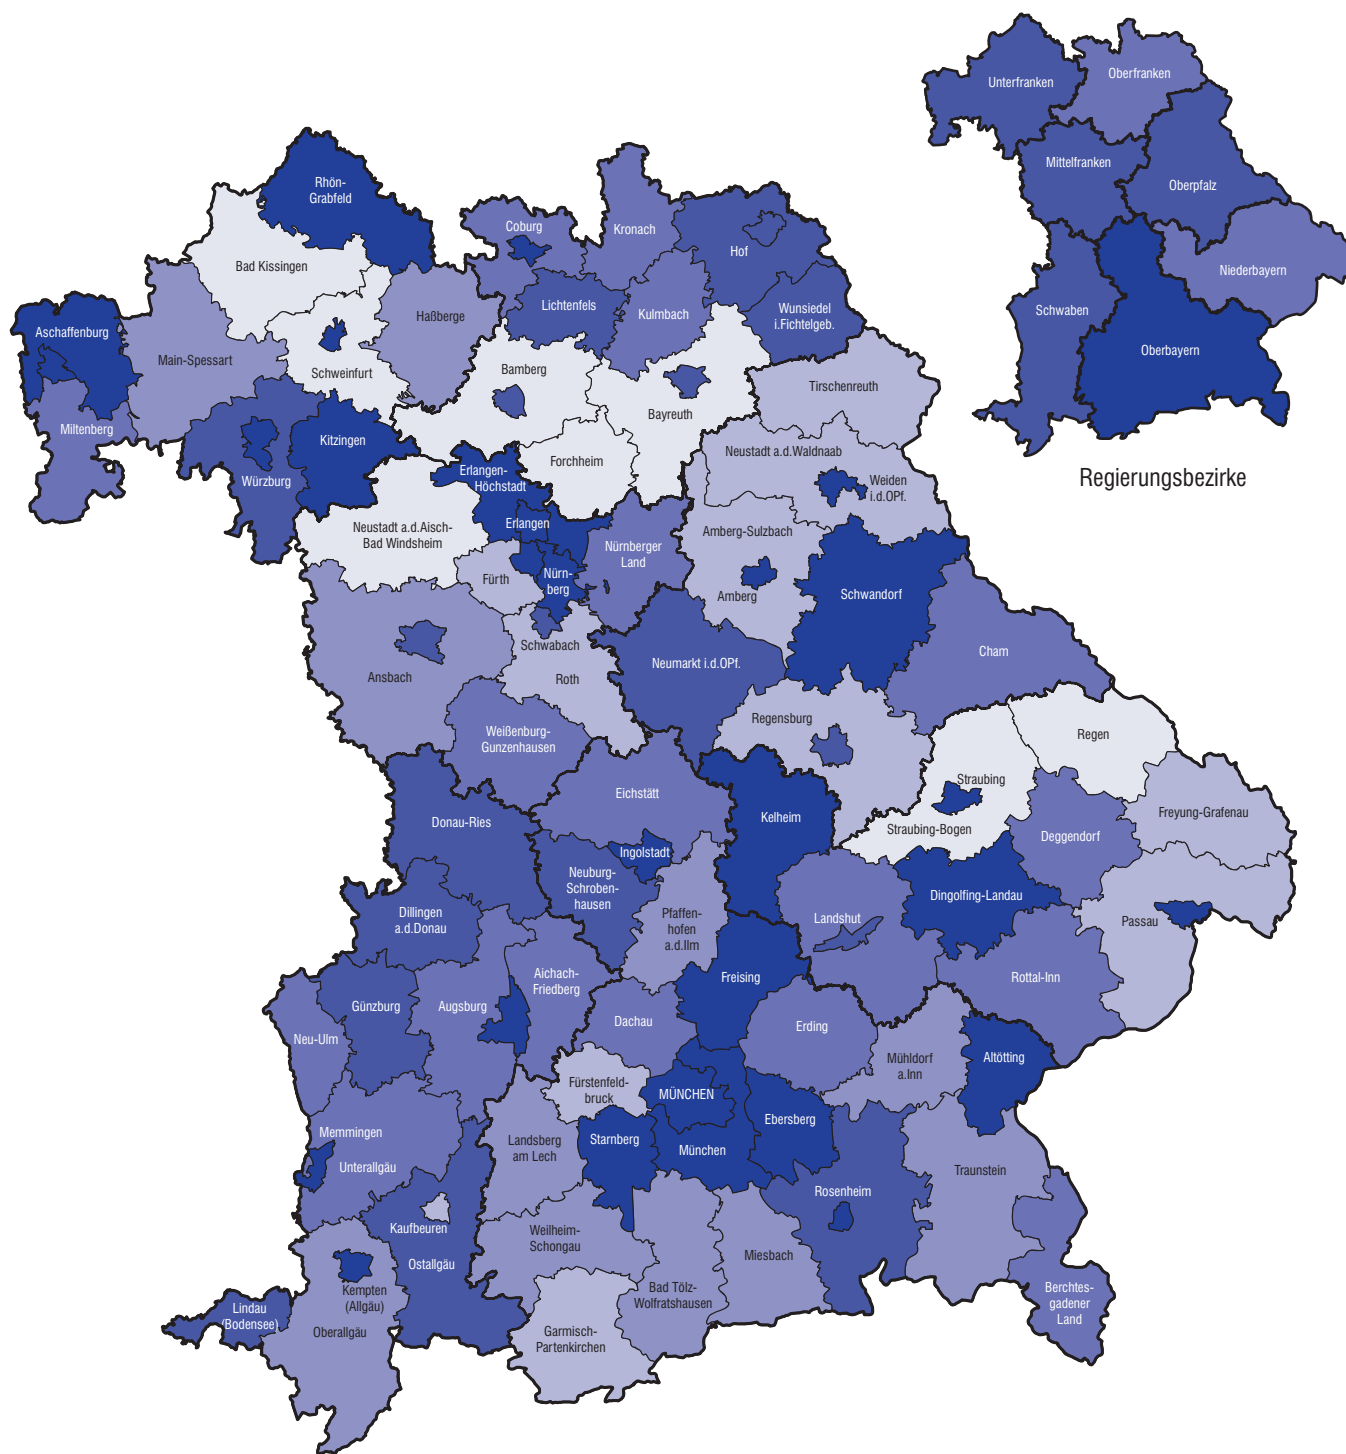 Unterfranken
Oberfranken
Mittelfranken
Oberpfalz
Niederbayern
Schwaben
Oberbayern
Regierungsbezirke
Rhön-
Grabfeld
Bad Kissingen
Coburg
Kronach
Hof
Lichtenfels
Kulmbach
Wunsiedel
i.Fichtelgeb.
Haßberge
Aschaffenburg
Main-Spessart
Schweinfurt
Bamberg
Bayreuth
Tirschenreuth
Miltenberg
Kitzingen
Würzburg
Erlangen-
Höchstadt
Forchheim
Neustadt a.d.Waldnaab
Weiden
i.d.OPf.
Neustadt a.d.Aisch-
Bad Windsheim
Erlangen
Fürth
Nürn-
berg
Nürnberger
Land
Amberg-Sulzbach
Amberg
Schwandorf
Cham
Ansbach
Schwabach
Roth
Neumarkt i.d.OPf.
Weißenburg-
Gunzenhausen
Regensburg
Regen
Straubing
Straubing-Bogen
Freyung-Grafenau
Deggendorf
Eichstätt
Kelheim
Donau-Ries
Ingolstadt
Neuburg-
Schroben-
hausen
Dingolfing-Landau
Passau
Dillingen
a.d.Donau
Pfaffen-
hofen
a.d.Ilm
Landshut
Rottal-Inn
Freising
Aichach-
Friedberg
Günzburg
Augsburg
Neu-Ulm
Dachau
Erding
Mühldorf
a.Inn
Altötting
Fürstenfeld-
bruck
MÜNCHEN
Ebersberg
Memmingen
Unterallgäu
Landsberg
am Lech
Starnberg
München
Traunstein
Rosenheim
Kaufbeuren
Ostallgäu
Weilheim-
Schongau
Miesbach
Bad Tölz-
Wolfratshausen
Berchtes-
gadener
Land
Kempten
(Allgäu)
Oberallgäu
Lindau
(Bodensee)
Garmisch-
Partenkirchen